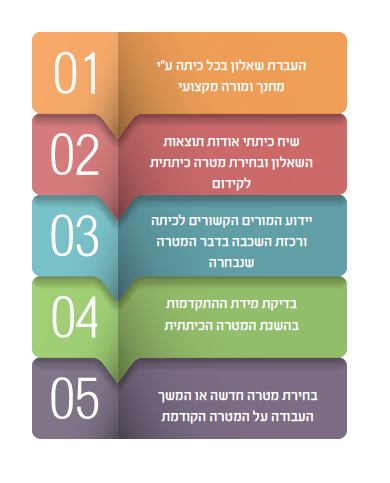 01
העברת שאלון בכל כיתה ע"י
מחנך ומורה מקצועי
02
שיח כיתתי אודות תוצאות
השאלון ובחירת מטרה כיתתית
לקידום
03
יידוע המורים הקשורים לכיתה
ורכזת השכבה בדבר המטרה
שנבחרה
04
בדיקת מידת ההתקדמות
בהשגת המטרה הכיתתית
05
בחירת מטרה חדשה או המשך
העבודה על המטרה הקודמת